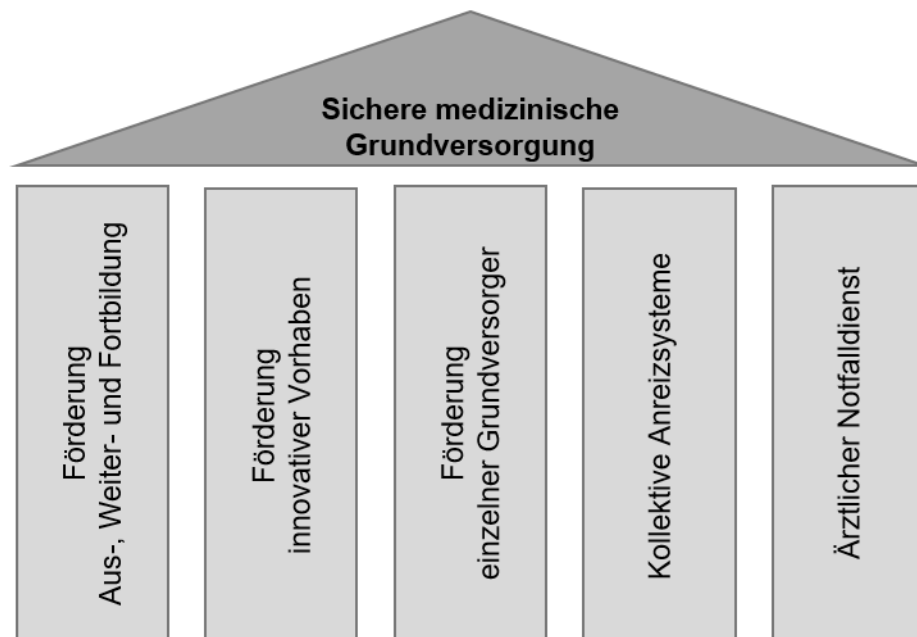 Sichere medizinische
Grundversorgung
Förderung
Aus-, Weiter- und Fortbildung
Förderung
innovativer Vorhaben
Förderung
einzelner Grundversorger
Kollektive Anreizsysteme
Ärztlicher Notfalldienst